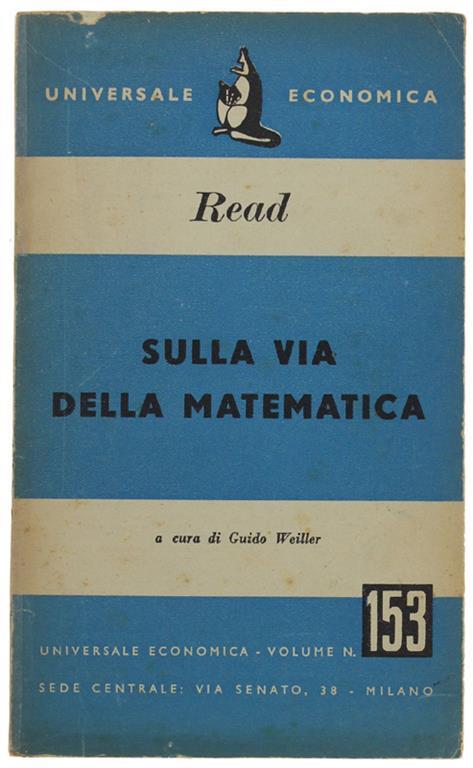 UNIVERSALE ECONOMICA
Read
SULLA VIA
DELLA MATEMATICA
a cura di Guido Weiller
153
UNIVERSALE ECONOMICA - VOLUME N.
SEDE CENTRALE: VIA SENATO, 38 - MILANO